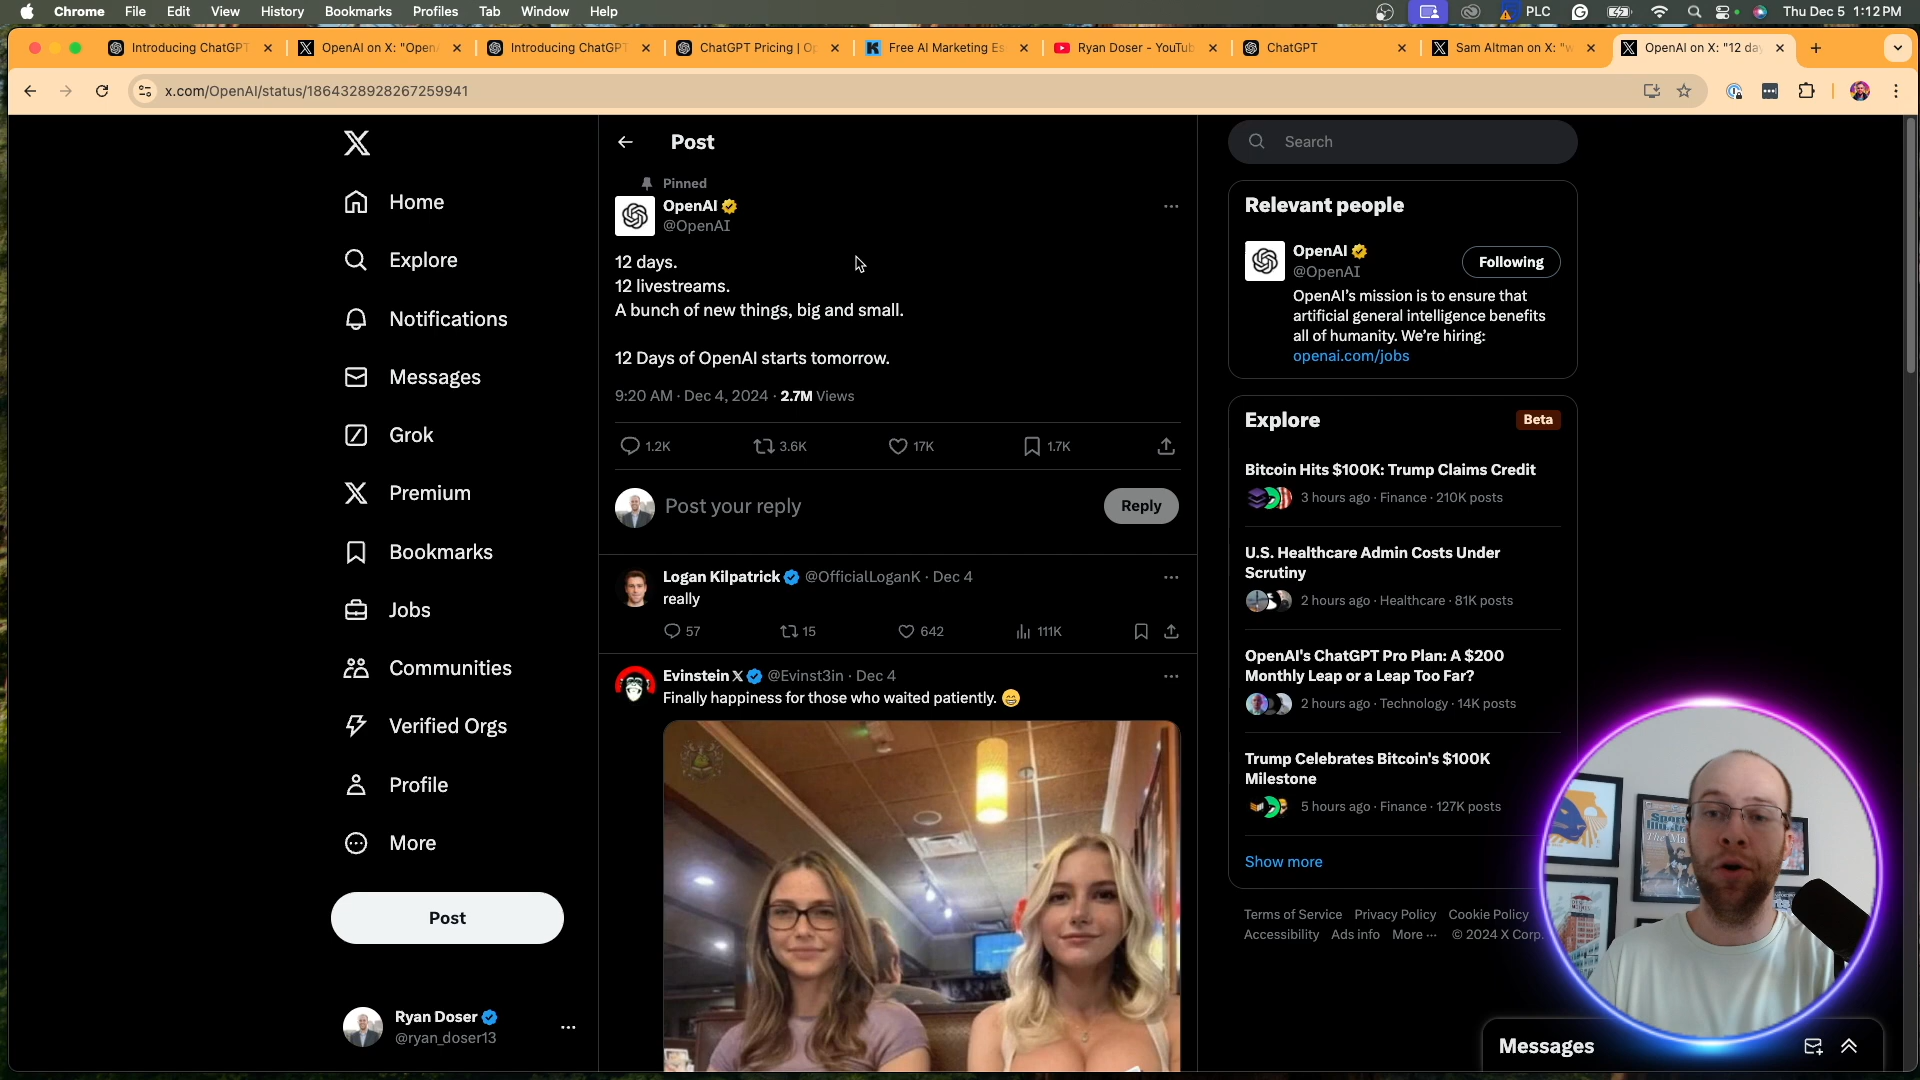 Chrome File Edit View History Bookmarks Profiles Tab Window Help
PLC
Thu Dec 5 1:12 PM
Introducing ChatGPT
OpenAI on X: "Open
Introducing ChatGPT
ChatGPT Pricing | Op
Free AI Marketing Es
Ryan Doser - YouTub
ChatGPT
Sam Altman on X: "w
OpenAI on X: "12 da
x.com/OpenAI/status/1864328928267259941
Home
Explore
Notifications
Messages
Grok
Premium
Bookmarks
Jobs
Communities
Verified Orgs
Profile
More
Post
Ryan Doser
@ryan_doser13
Post
Pinned
OpenAI
@OpenAI
12 days.
12 livestreams.
A bunch of new things, big and small.
12 Days of OpenAI starts tomorrow.
9:20 AM · Dec 4, 2024 · 2.7M Views
1.2K 3.6K 17K 1.7K
Post your reply
Reply
Logan Kilpatrick @OfficialLoganK · Dec 4
really
57 15 642 111K
Evinstein X @Evinst3in · Dec 4
Finally happiness for those who waited patiently. 😁
Search
Relevant people
OpenAI
@OpenAI
Following
OpenAI’s mission is to ensure that
artificial general intelligence benefits
all of humanity. We’re hiring:
openai.com/jobs
Explore
Beta
Bitcoin Hits $100K: Trump Claims Credit
3 hours ago · Finance · 210K posts
U.S. Healthcare Admin Costs Under
Scrutiny
2 hours ago · Healthcare · 81K posts
OpenAI's ChatGPT Pro Plan: A $200
Monthly Leap or a Leap Too Far?
2 hours ago · Technology · 14K posts
Trump Celebrates Bitcoin's $100K
Milestone
5 hours ago · Finance · 127K posts
Show more
Terms of Service Privacy Policy Cookie Policy
Accessibility Ads info More ··· © 2024 X Corp.
Messages